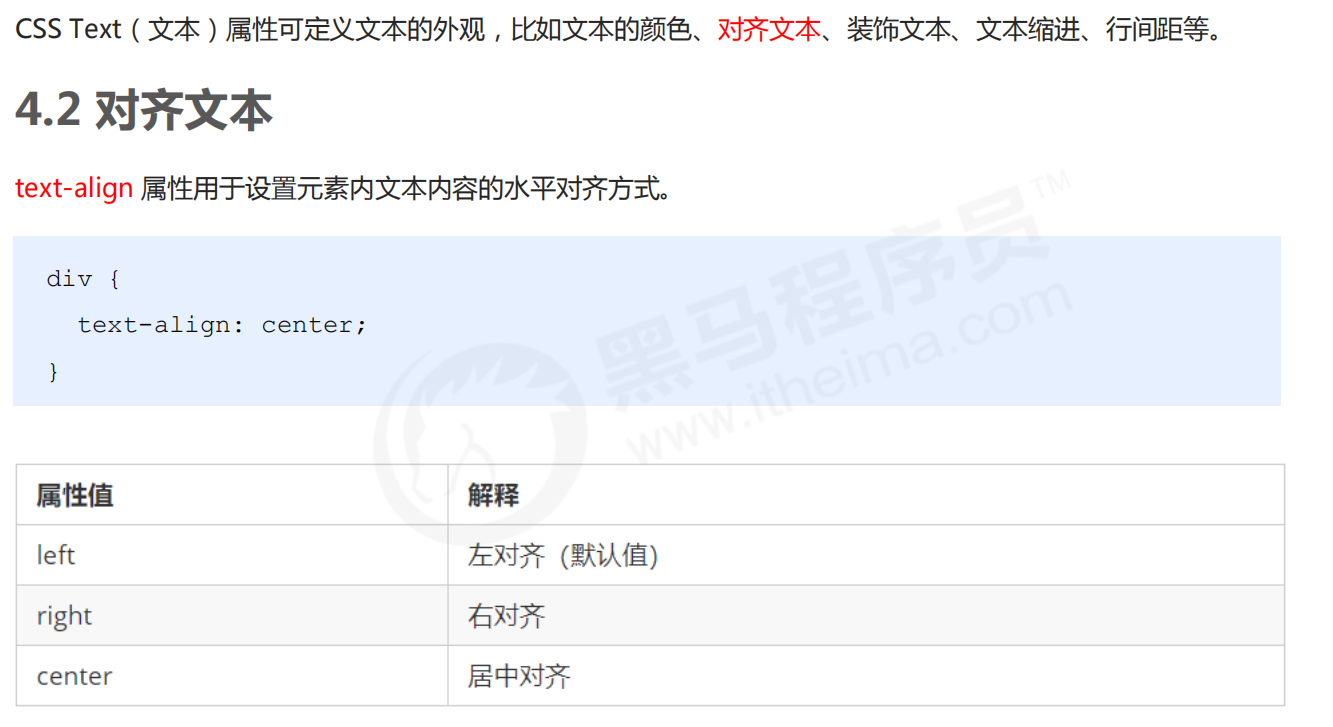 CSS Text（文本）属性可定义文本的外观，比如文本的颜色、对齐文本、装饰文本、文本缩进、行间距等。
4.2 对齐文本
text-align 属性用于设置元素内文本内容的水平对齐方式。
div {
text-align: center;
}
黑马程序员™
www.itheima.com
属性值 解释
left 左对齐（默认值）
right 右对齐
center 居中对齐